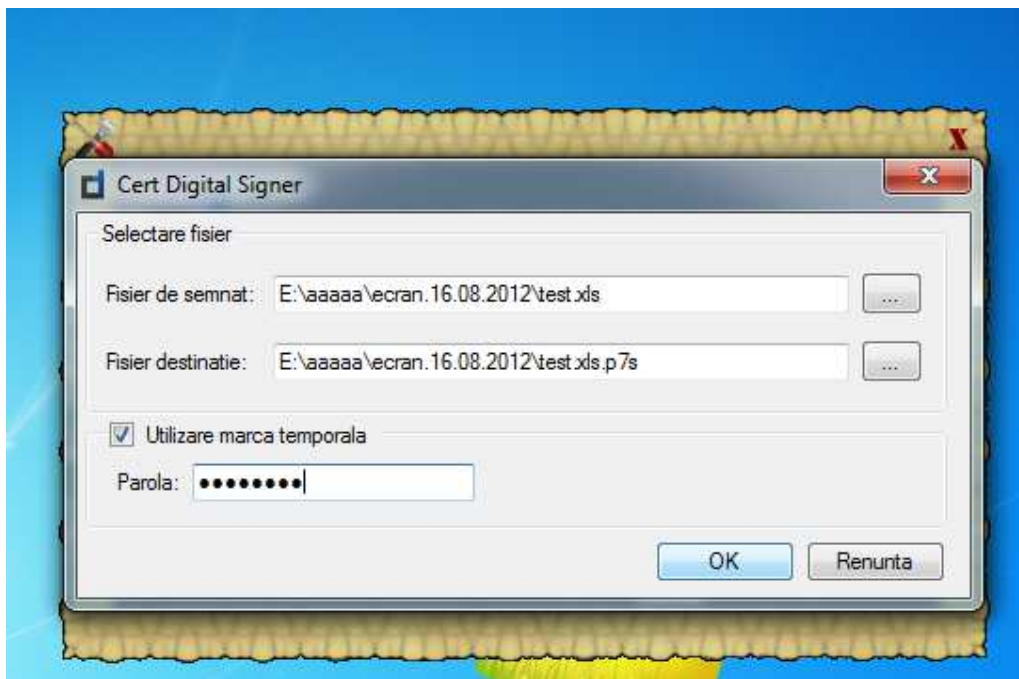 X
Cert Digital Signer
Selectare fisier
Fisier de semnat: E:\aaaaa\ecran.16.08.2012\test.xls ...
Fisier destinatie: E:\aaaaa\ecran.16.08.2012\test.xls.p7s ...
Utilizare marca temporala
Parola: ●●●●●●●●
OK Renunta